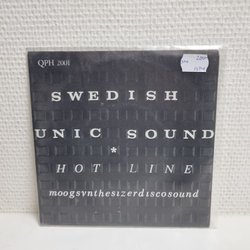 QPH 2001
SWEDISH
UNIC SOUND
*
HOT LINE
moogsynthesizerdiscosound